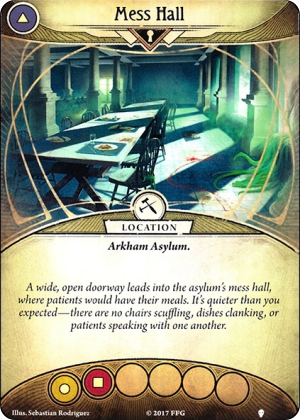 Mess Hall
LOCATION
Arkham Asylum.
A wide, open doorway leads into the asylum's mess hall,
where patients would have their meals. It's quieter than you
expected—there are no chairs scuffling, dishes clanking, or
patients speaking with one another.
Illus. Sebastian Rodriguez
© 2017 FFG